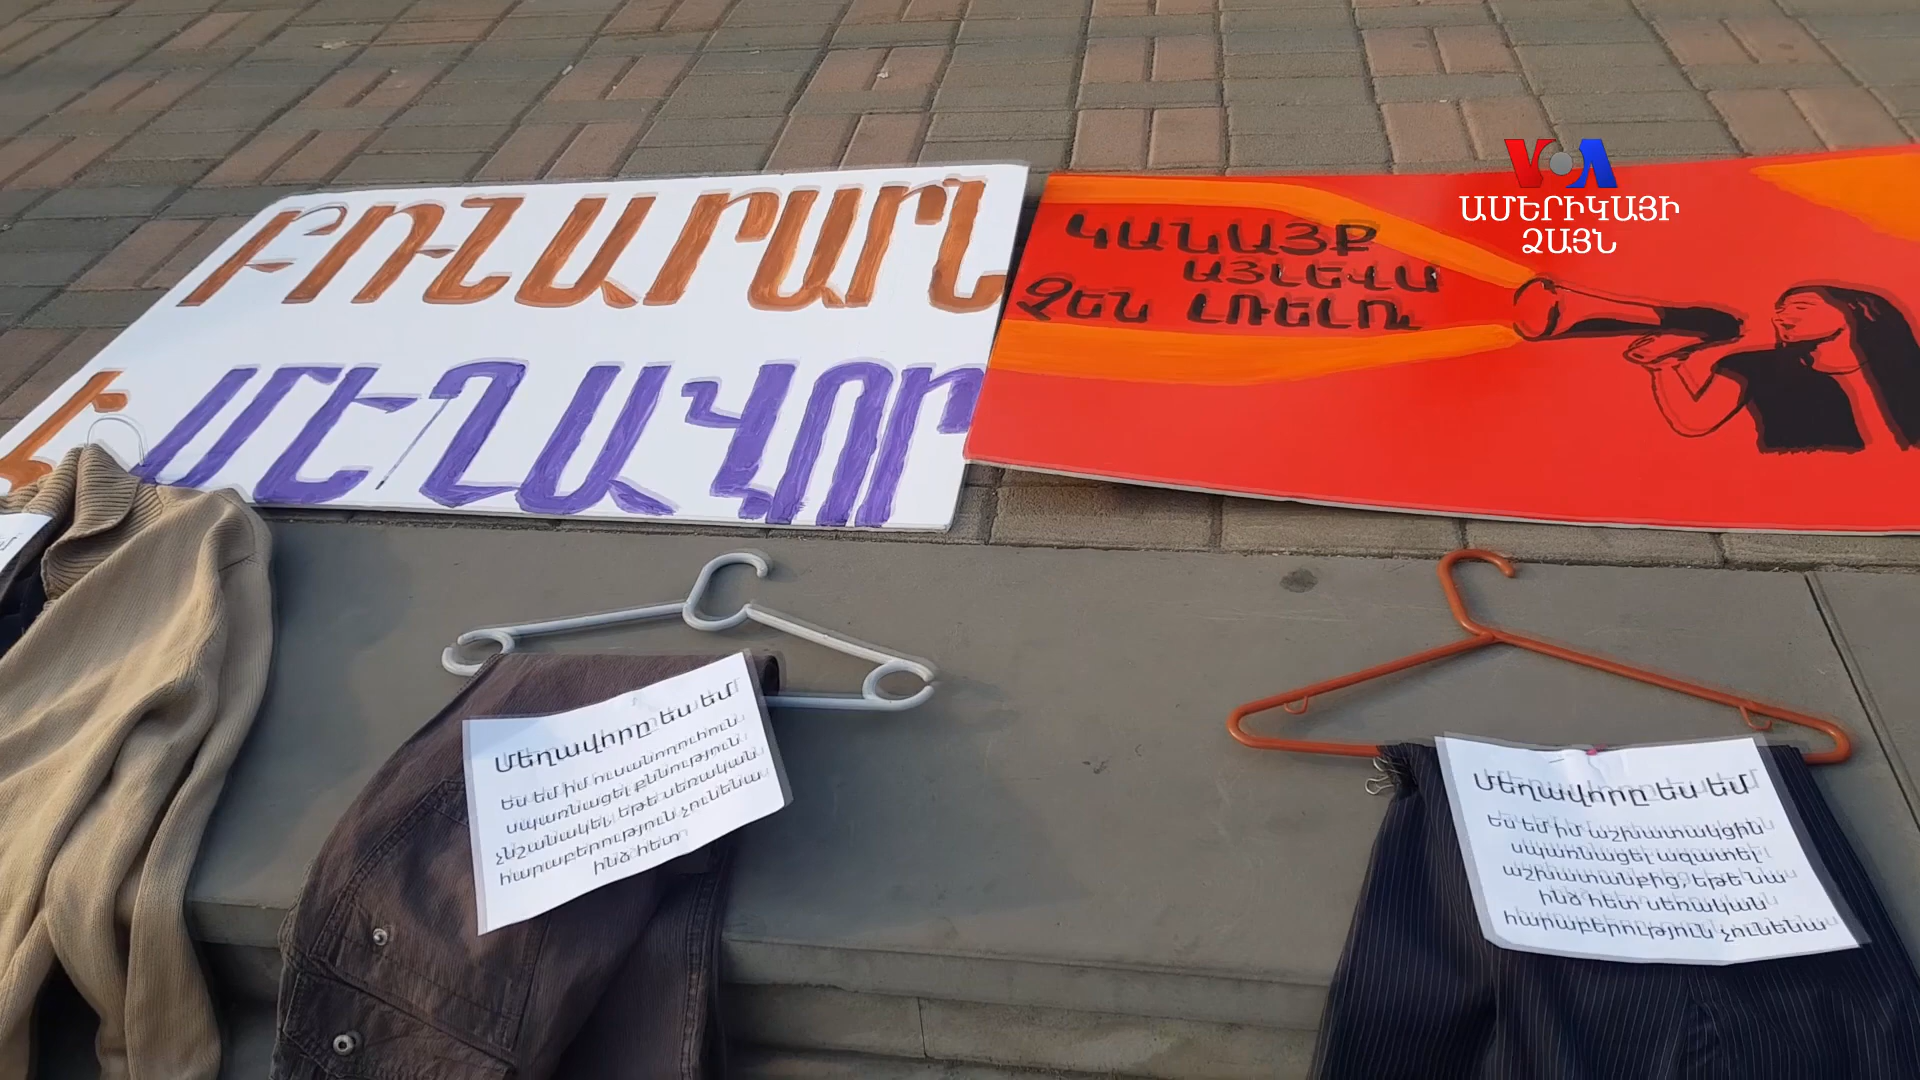 ԲՌՆԱՐԱՐՆ
Է ՄԵՂԱՎՈՐ
ԿԱՆԱՅՔ
ԱՅԼԵՎՍ
ՉԵՆ ԼՌԵԼՈՒ
VOA
ԱՄԵՐԻԿԱՅԻ
ՁԱՅՆ
Մեղավորը ես եմ
Ես եմ իմ ուսանողուհուն
սպառնացել քննություն
չնշանակել, եթե սեռական
հարաբերություն չունենա
ինձ հետ
Մեղավորը ես եմ
Ես եմ իմ աշխատակցին
սպառնացել ազատել
աշխատանքից, եթե նա
ինձ հետ սեռական
հարաբերություն չունենա